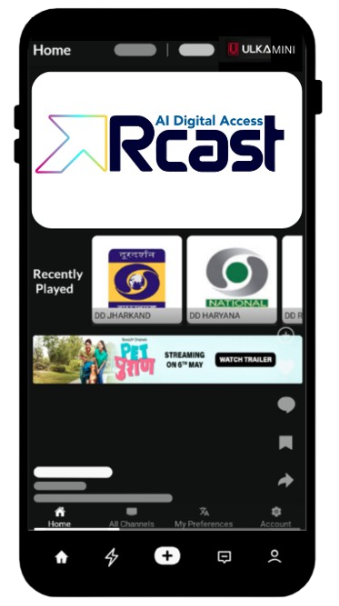 Home
ULKAMINI
AI Digital Access
Rcast
Recently
Played
दूरदर्शन
NATIONAL
DD JHARKAND
DD HARYANA
DD R
PET
पुराण
STREAMING
ON 6TH MAY
WATCH TRAILER
Home
All Channels
My Preferences
Account